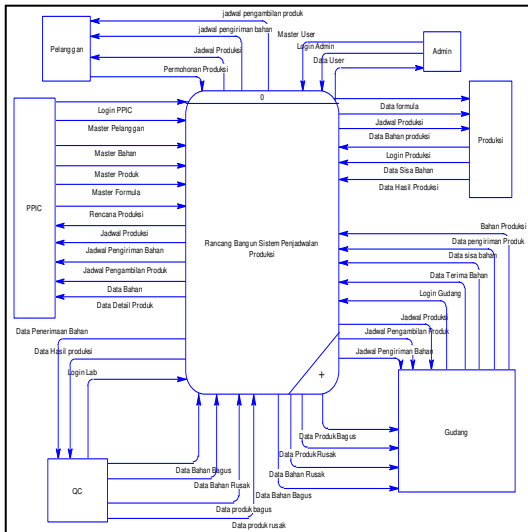 jadwal pengambilan produk
jadwal pengiriman bahan
Pelanggan
Jadwal Produksi
Permohonan Produksi
Master User
Login Admin
Data User
Admin
0
Data formula
Jadwal Produksi
Data Bahan produksi
Login Produksi
Data Sisa Bahan
Data Hasil Produksi
Produksi
Login PPIC
Master Pelanggan
Master Bahan
Master Produk
Master Formula
Rencana Produksi
Jadwal Produksi
Jadwal Pengiriman Bahan
Jadwal Pengambilan Produk
Data Bahan
Data Detail Produk
PPIC
Rancang Bangun Sistem Penjadwalan
Produksi
Bahan Produksi
Data pengiriman Produk
Data sisa bahan
Data Terima Bahan
Login Gudang
Jadwal Produksi
Jadwal Pengambilan Produk
Jadwal Pengiriman Bahan
Data Penerimaan Bahan
Data Hasil produksi
Login Lab
+
Gudang
QC
Data Bahan Bagus
Data Bahan Rusak
Data produk bagus
Data produk rusak
Data Produk Bagus
Data Produk Rusak
Data Bahan Rusak
Data Bahan Bagus